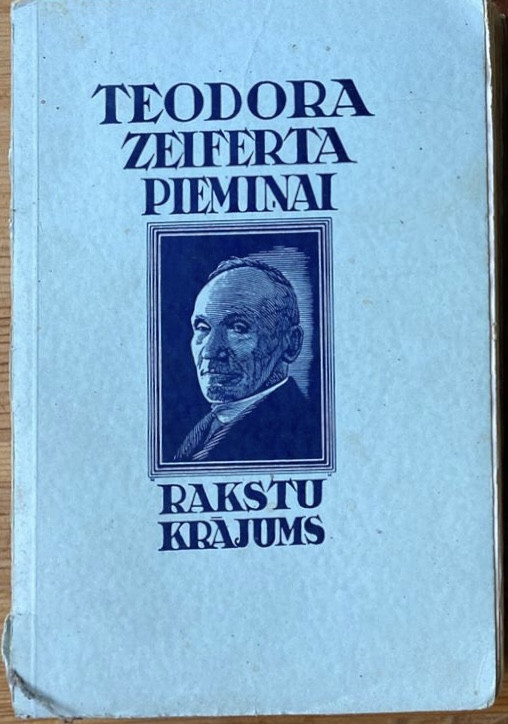 TEODORA
ZEIFERTA
PIEMIŅAI
RAKSTU
KRĀJUMS